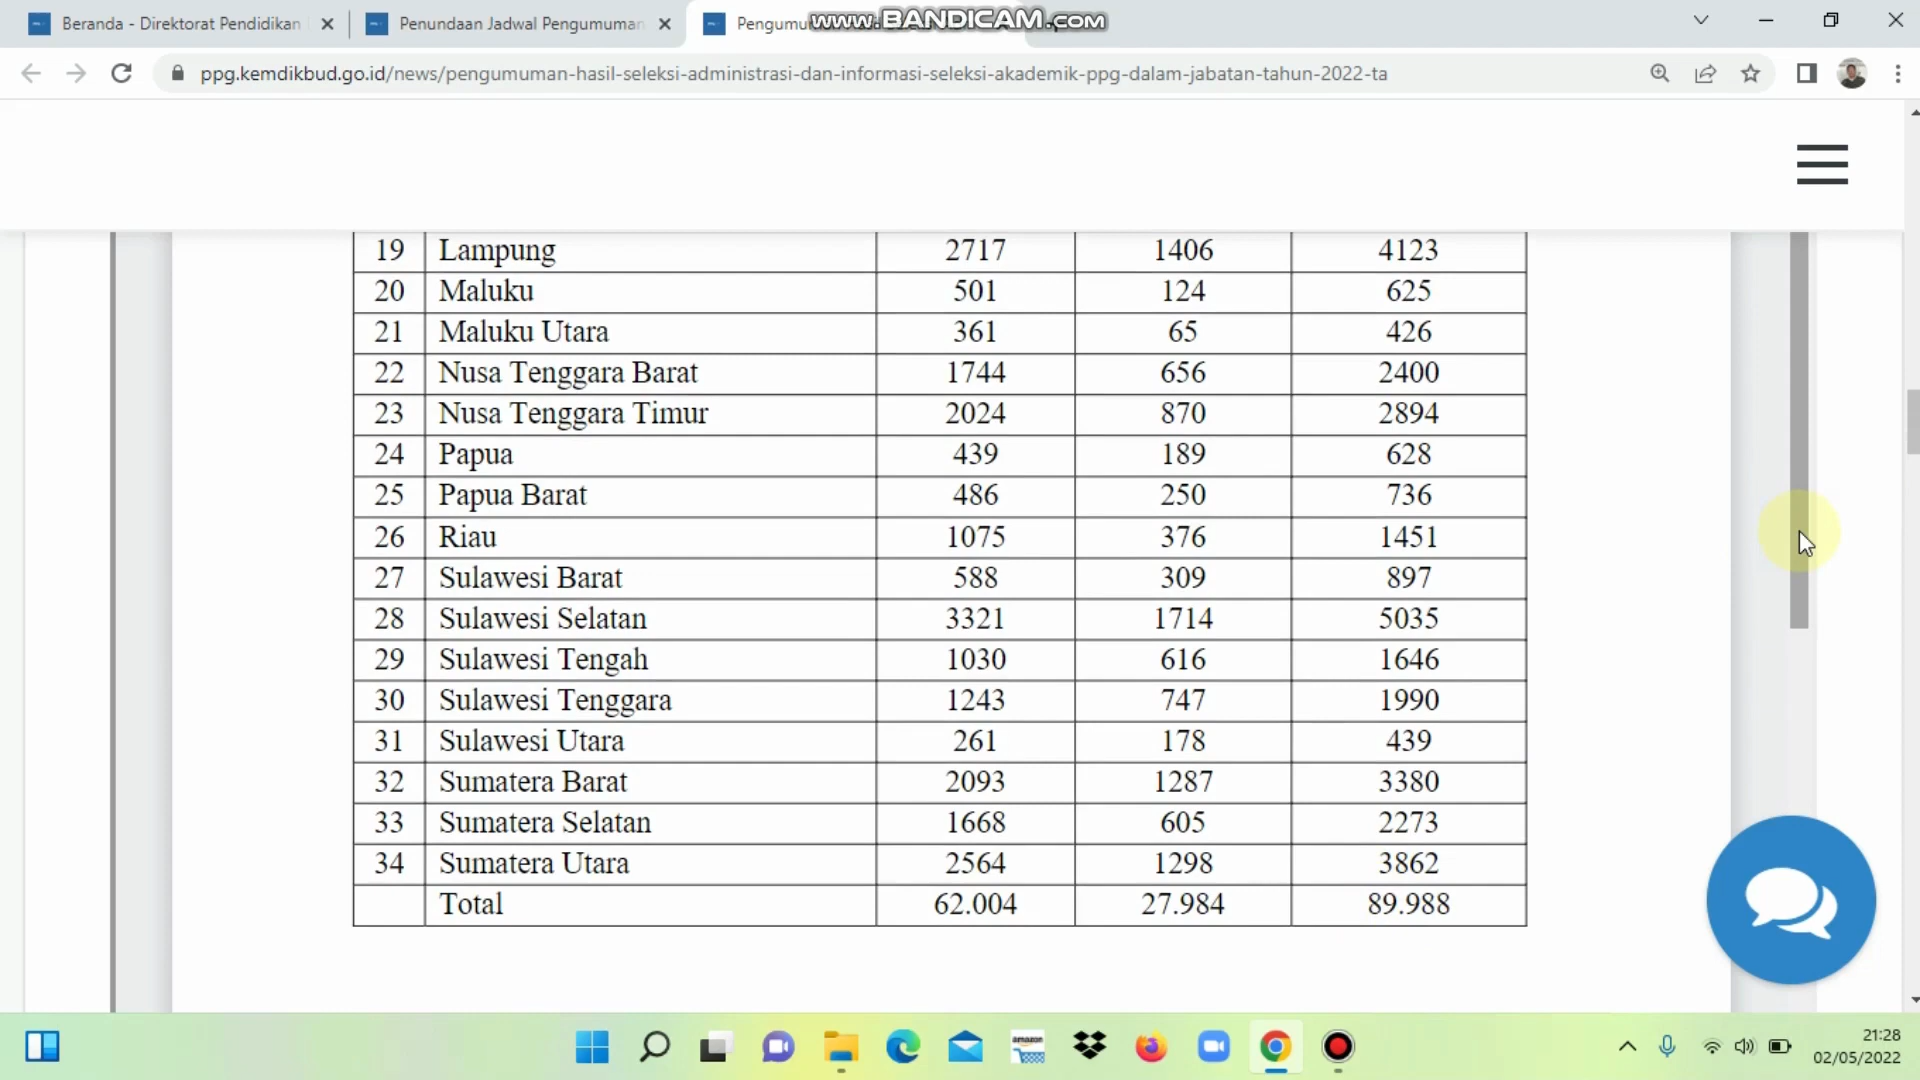 Beranda - Direktorat Pendidikan
Penundaan Jadwal Pengumuman
www.BANDICAM.com
ppg.kemdikbud.go.id/news/pengumuman-hasil-seleksi-administrasi-dan-informasi-seleksi-akademik-ppg-dalam-jabatan-tahun-2022-ta
19 Lampung 2717 1406 4123
20 Maluku 501 124 625
21 Maluku Utara 361 65 426
22 Nusa Tenggara Barat 1744 656 2400
23 Nusa Tenggara Timur 2024 870 2894
24 Papua 439 189 628
25 Papua Barat 486 250 736
26 Riau 1075 376 1451
27 Sulawesi Barat 588 309 897
28 Sulawesi Selatan 3321 1714 5035
29 Sulawesi Tengah 1030 616 1646
30 Sulawesi Tenggara 1243 747 1990
31 Sulawesi Utara 261 178 439
32 Sumatera Barat 2093 1287 3380
33 Sumatera Selatan 1668 605 2273
34 Sumatera Utara 2564 1298 3862
Total 62.004 27.984 89.988
amazon
21:28
02/05/2022